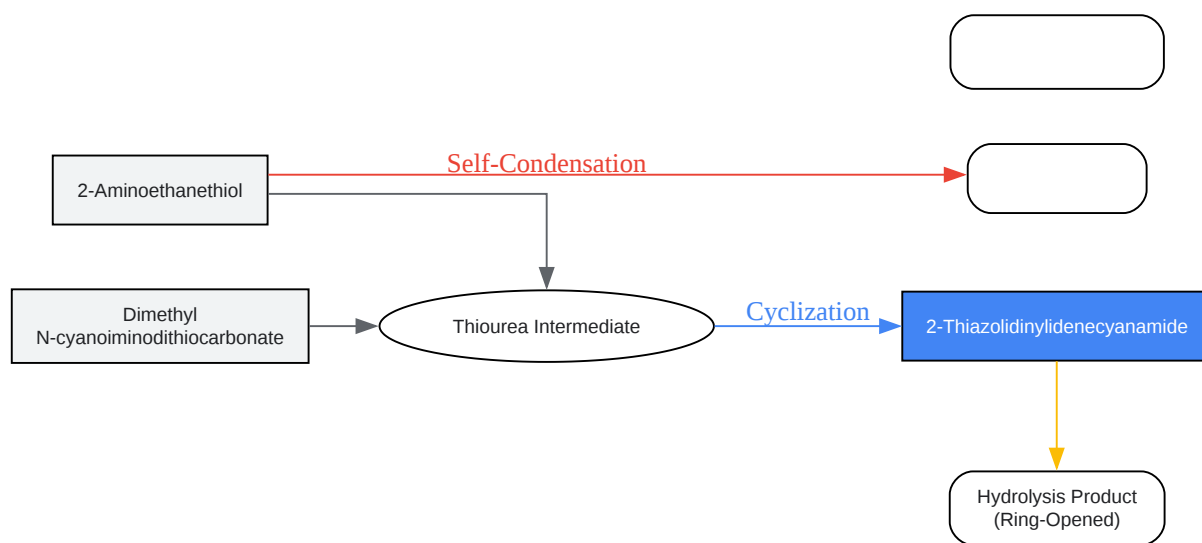 Self-Condensation
2-Aminoethanethiol
Dimethyl
N-cyanoiminodithiocarbonate
Thiourea Intermediate
Cyclization
2-Thiazolidinylidenecyanamide
Hydrolysis Product
(Ring-Opened)